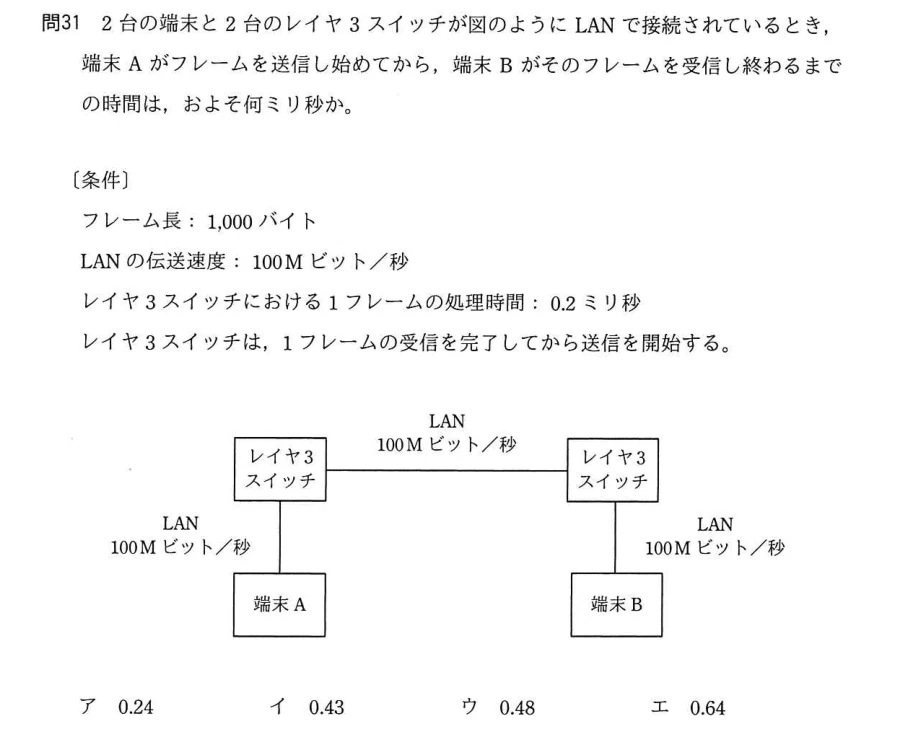 問31 2台の端末と2台のレイヤ3スイッチが図のようにLANで接続されているとき，
端末Aがフレームを送信し始めてから，端末Bがそのフレームを受信し終わるまで
の時間は，およそ何ミリ秒か。
〔条件〕
フレーム長：1,000バイト
LANの伝送速度：100Mビット／秒
レイヤ3スイッチにおける1フレームの処理時間：0.2ミリ秒
レイヤ3スイッチは，1フレームの受信を完了してから送信を開始する。
LAN
100Mビット／秒
レイヤ3
スイッチ
レイヤ3
スイッチ
LAN
100Mビット／秒
LAN
100Mビット／秒
端末A
端末B
ア 0.24 イ 0.43 ウ 0.48 エ 0.64